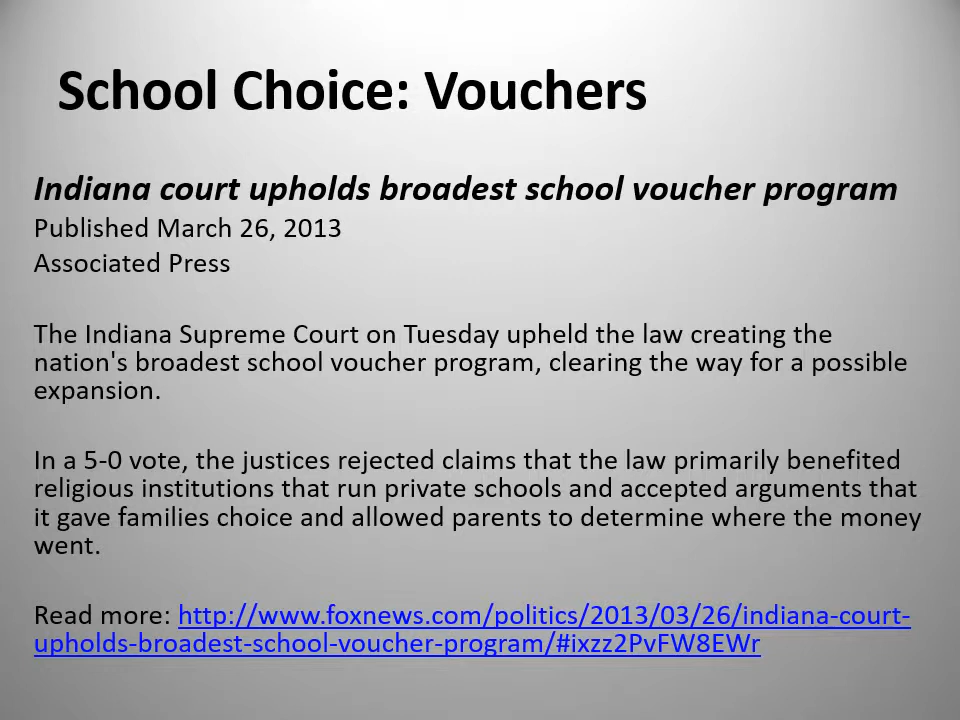 School Choice: Vouchers
Indiana court upholds broadest school voucher program
Published March 26, 2013
Associated Press
The Indiana Supreme Court on Tuesday upheld the law creating the
nation's broadest school voucher program, clearing the way for a possible
expansion.
In a 5-0 vote, the justices rejected claims that the law primarily benefited
religious institutions that run private schools and accepted arguments that
it gave families choice and allowed parents to determine where the money
went.
Read more: http://www.foxnews.com/politics/2013/03/26/indiana-court-
upholds-broadest-school-voucher-program/#ixzz2PvFW8EWr